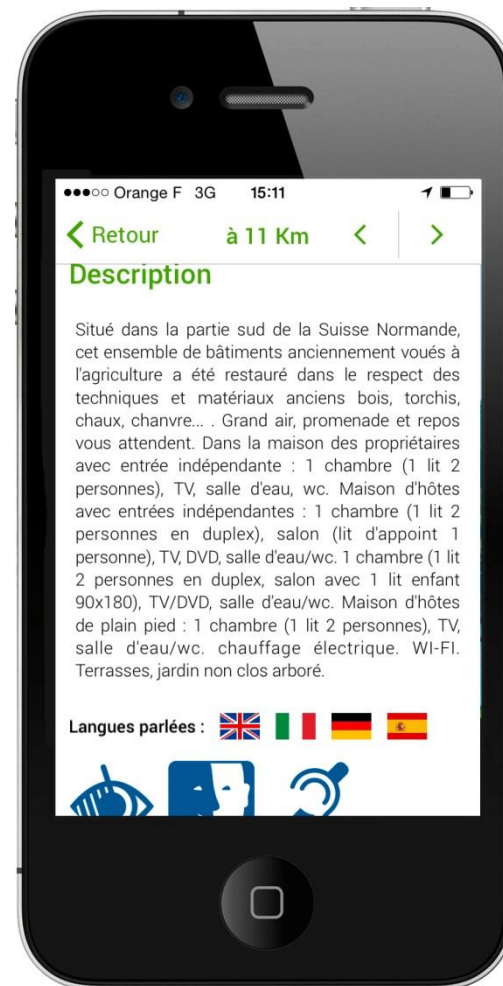 Orange F 3G 15:11
Retour à 11 Km
Description
Situé dans la partie sud de la Suisse Normande,
cet ensemble de bâtiments anciennement voués à
l'agriculture a été restauré dans le respect des
techniques et matériaux anciens bois, torchis,
chaux, chanvre... . Grand air, promenade et repos
vous attendent. Dans la maison des propriétaires
avec entrée indépendante : 1 chambre (1 lit 2
personnes), TV, salle d'eau, wc. Maison d'hôtes
avec entrées indépendantes : 1 chambre (1 lit 2
personnes en duplex), salon (lit d'appoint 1
personne), TV, DVD, salle d'eau/wc. 1 chambre (1 lit
2 personnes en duplex, salon avec 1 lit enfant
90x180), TV/DVD, salle d'eau/wc. Maison d'hôtes
de plain pied : 1 chambre (1 lit 2 personnes), TV,
salle d'eau/wc. chauffage électrique. WI-FI.
Terrasses, jardin non clos arboré.
Langues parlées :